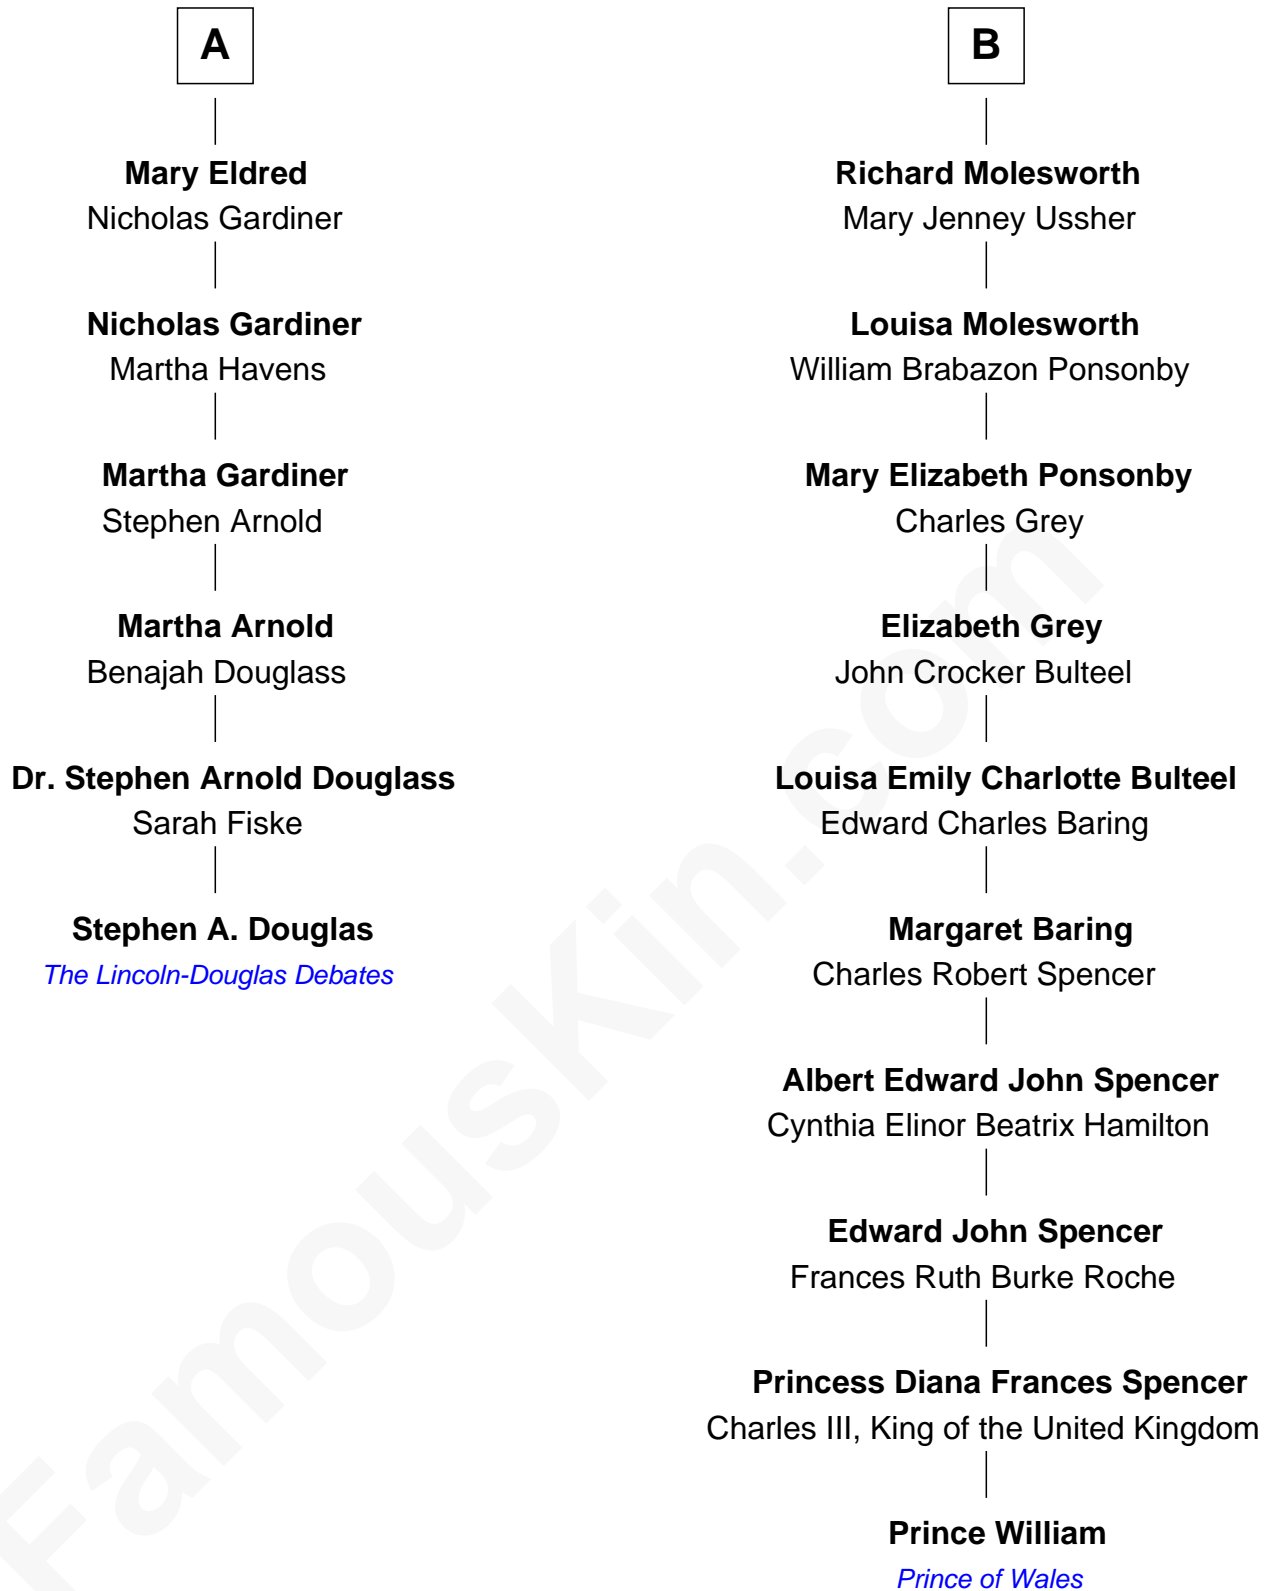 A
Mary Eldred
Nicholas Gardiner
Nicholas Gardiner
Martha Havens
Martha Gardiner
Stephen Arnold
Martha Arnold
Benajah Douglass
Dr. Stephen Arnold Douglass
Sarah Fiske
Stephen A. Douglas
The Lincoln-Douglas Debates
B
Richard Molesworth
Mary Jenney Ussher
Louisa Molesworth
William Brabazon Ponsonby
Mary Elizabeth Ponsonby
Charles Grey
Elizabeth Grey
John Crocker Bulteel
Louisa Emily Charlotte Bulteel
Edward Charles Baring
Margaret Baring
Charles Robert Spencer
Albert Edward John Spencer
Cynthia Elinor Beatrix Hamilton
Edward John Spencer
Frances Ruth Burke Roche
Princess Diana Frances Spencer
Charles III, King of the United Kingdom
Prince William
Prince of Wales
FamousKin.com